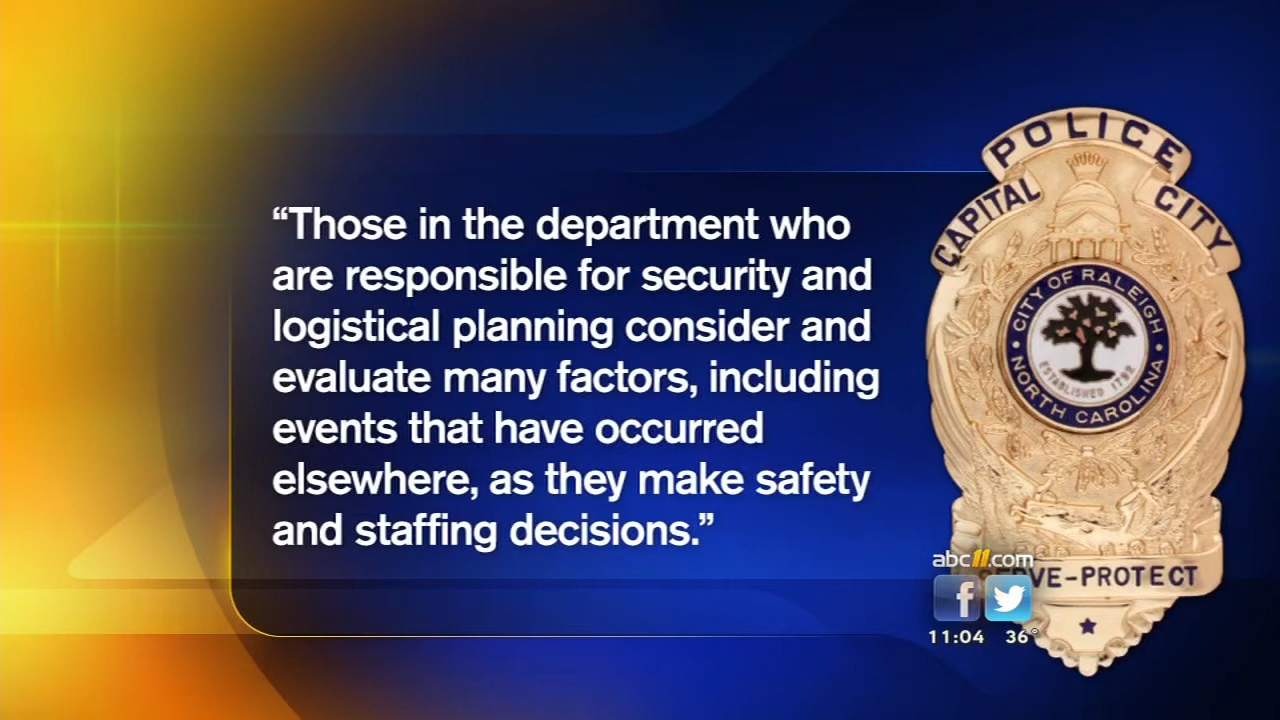 “Those in the department who
are responsible for security and
logistical planning consider and
evaluate many factors, including
events that have occurred
elsewhere, as they make safety
and staffing decisions.”
POLICE
CAPITAL CITY
CITY OF RALEIGH
ESTABLISHED 1792
NORTH CAROLINA
VE-PROTECT
abc11.com
11:04 36°